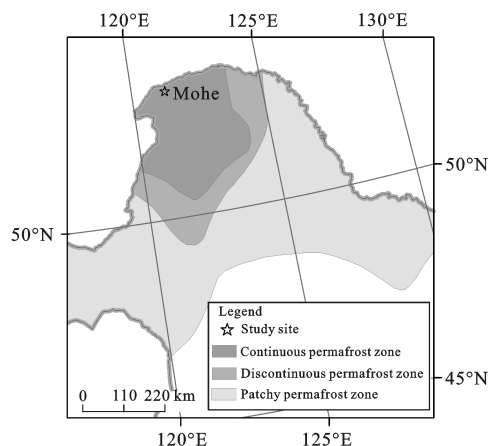 120°E 125°E 130°E
Mohe
50°N
50°N
Legend
Study site
Continuous permafrost zone
Discontinuous permafrost zone
Patchy permafrost zone
0 110 220 km
45°N
120°E 125°E